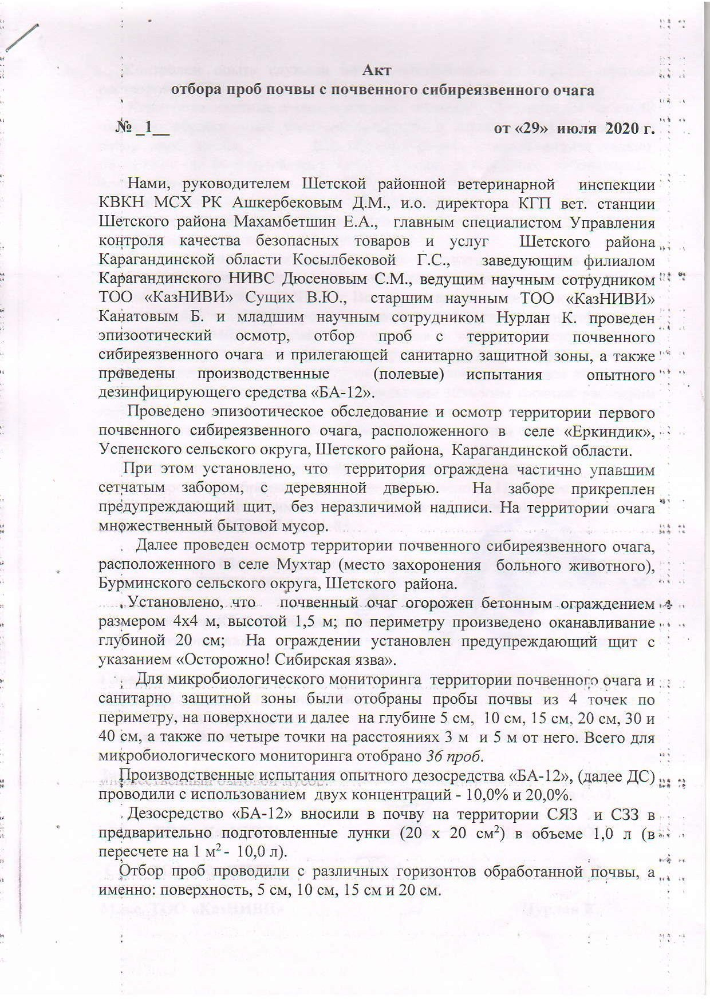 Акт
отбора проб почвы с почвенного сибиреязвенного очага
№ _1__ от «29» июля 2020 г.
Нами, руководителем Шетской районной ветеринарной инспекции
КВКН МСХ РК Ашкербековым Д.М., и.о. директора КГП вет. станции
Шетского района Махамбетшин Е.А., главным специалистом Управления
контроля качества безопасных товаров и услуг Шетского района
Карагандинской области Косылбековой Г.С., заведующим филиалом
Карагандинского НИВС Дюсеновым С.М., ведущим научным сотрудником
ТОО «КазНИВИ» Сущих В.Ю., старшим научным ТОО «КазНИВИ»
Канатовым Б. и младшим научным сотрудником Нурлан К. проведен
эпизоотический осмотр, отбор проб с территории почвенного
сибиреязвенного очага и прилегающей санитарно защитной зоны, а также
проведены производственные (полевые) испытания опытного
дезинфицирующего средства «БА-12».
Проведено эпизоотическое обследование и осмотр территории первого
почвенного сибиреязвенного очага, расположенного в селе «Еркиндик»,
Успенского сельского округа, Шетского района, Карагандинской области.
При этом установлено, что территория ограждена частично упавшим
сетчатым забором, с деревянной дверью. На заборе прикреплен
предупреждающий щит, без неразличимой надписи. На территории очага
множественный бытовой мусор.
Далее проведен осмотр территории почвенного сибиреязвенного очага,
расположенного в селе Мухтар (место захоронения больного животного),
Бурминского сельского округа, Шетского района.
Установлено, что почвенный очаг огорожен бетонным ограждением
размером 4х4 м, высотой 1,5 м; по периметру произведено оканавливание
глубиной 20 см; На ограждении установлен предупреждающий щит с
указанием «Осторожно! Сибирская язва».
Для микробиологического мониторинга территории почвенного очага и
санитарно защитной зоны были отобраны пробы почвы из 4 точек по
периметру, на поверхности и далее на глубине 5 см, 10 см, 15 см, 20 см, 30 и
40 см, а также по четыре точки на расстояниях 3 м и 5 м от него. Всего для
микробиологического мониторинга отобрано 36 проб.
Производственные испытания опытного дезосредства «БА-12», (далее ДС)
проводили с использованием двух концентраций - 10,0% и 20,0%.
Дезосредство «БА-12» вносили в почву на территории СЯЗ и СЗЗ в
предварительно подготовленные лунки (20 х 20 см²) в объеме 1,0 л (в
пересчете на 1 м² - 10,0 л).
Отбор проб проводили с различных горизонтов обработанной почвы, а
именно: поверхность, 5 см, 10 см, 15 см и 20 см.